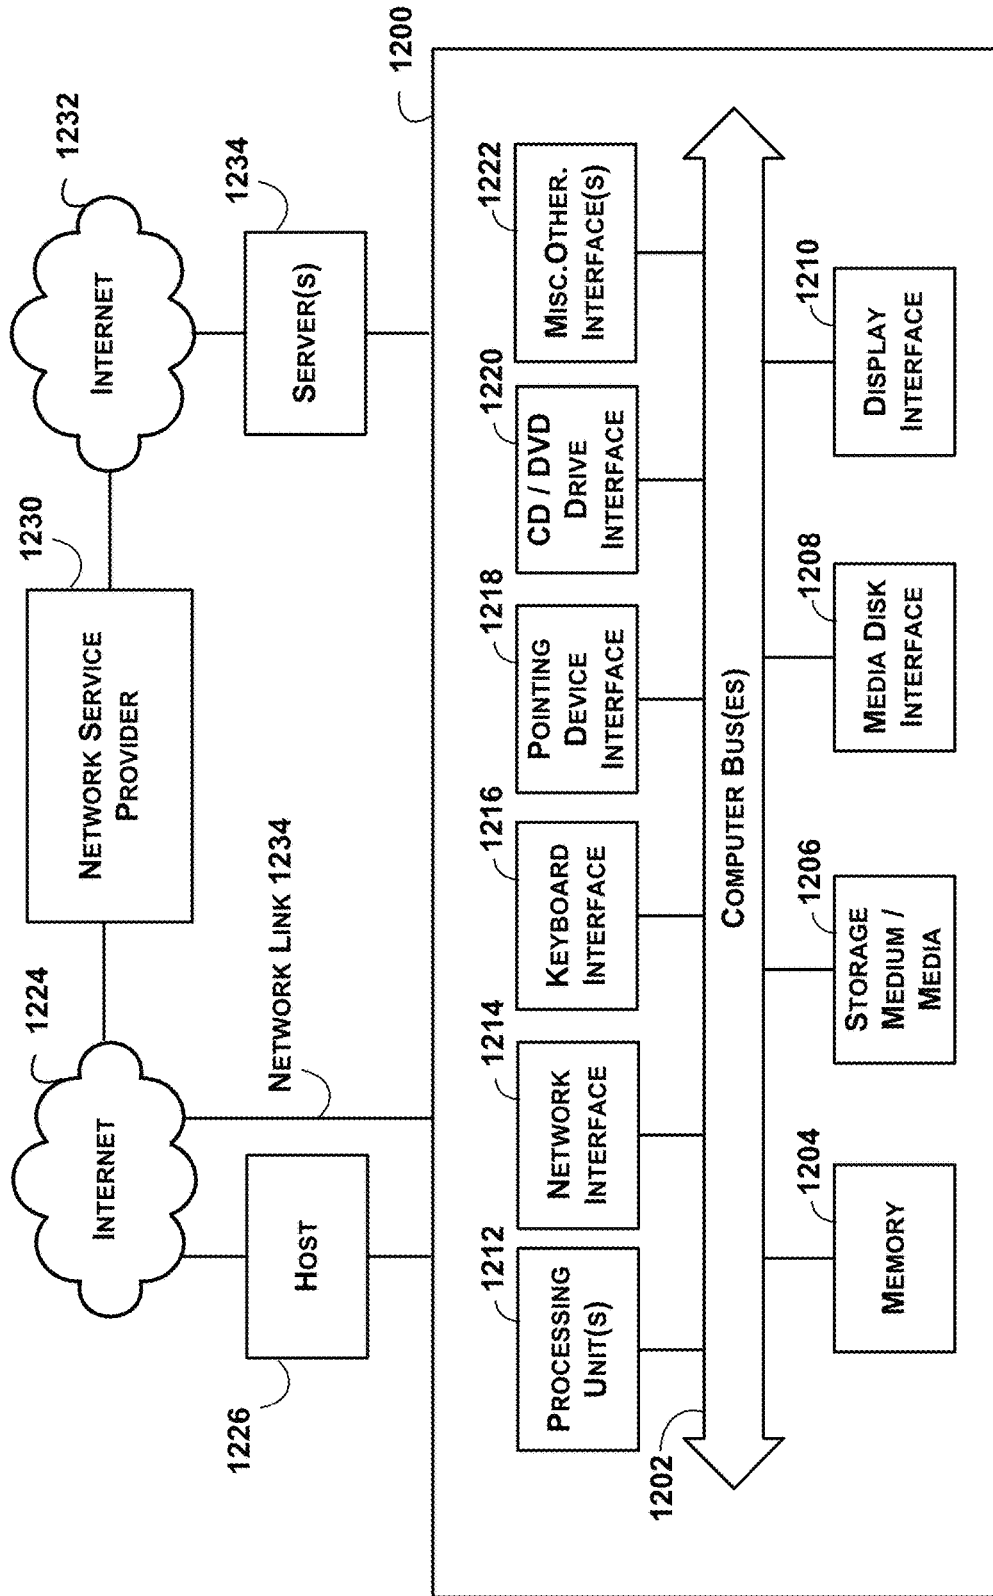 1224
INTERNET
1230
NETWORK SERVICE
PROVIDER
1232
INTERNET
1226
HOST
NETWORK LINK 1234
1234
SERVER(S)
1200
1212
PROCESSING
UNIT(S)
1214
NETWORK
INTERFACE
1216
KEYBOARD
INTERFACE
1218
POINTING
DEVICE
INTERFACE
1220
CD / DVD
DRIVE
INTERFACE
1222
MISC.OTHER.
INTERFACE(S)
1202
COMPUTER BUS(ES)
1204
MEMORY
1206
STORAGE
MEDIUM /
MEDIA
1208
MEDIA DISK
INTERFACE
1210
DISPLAY
INTERFACE